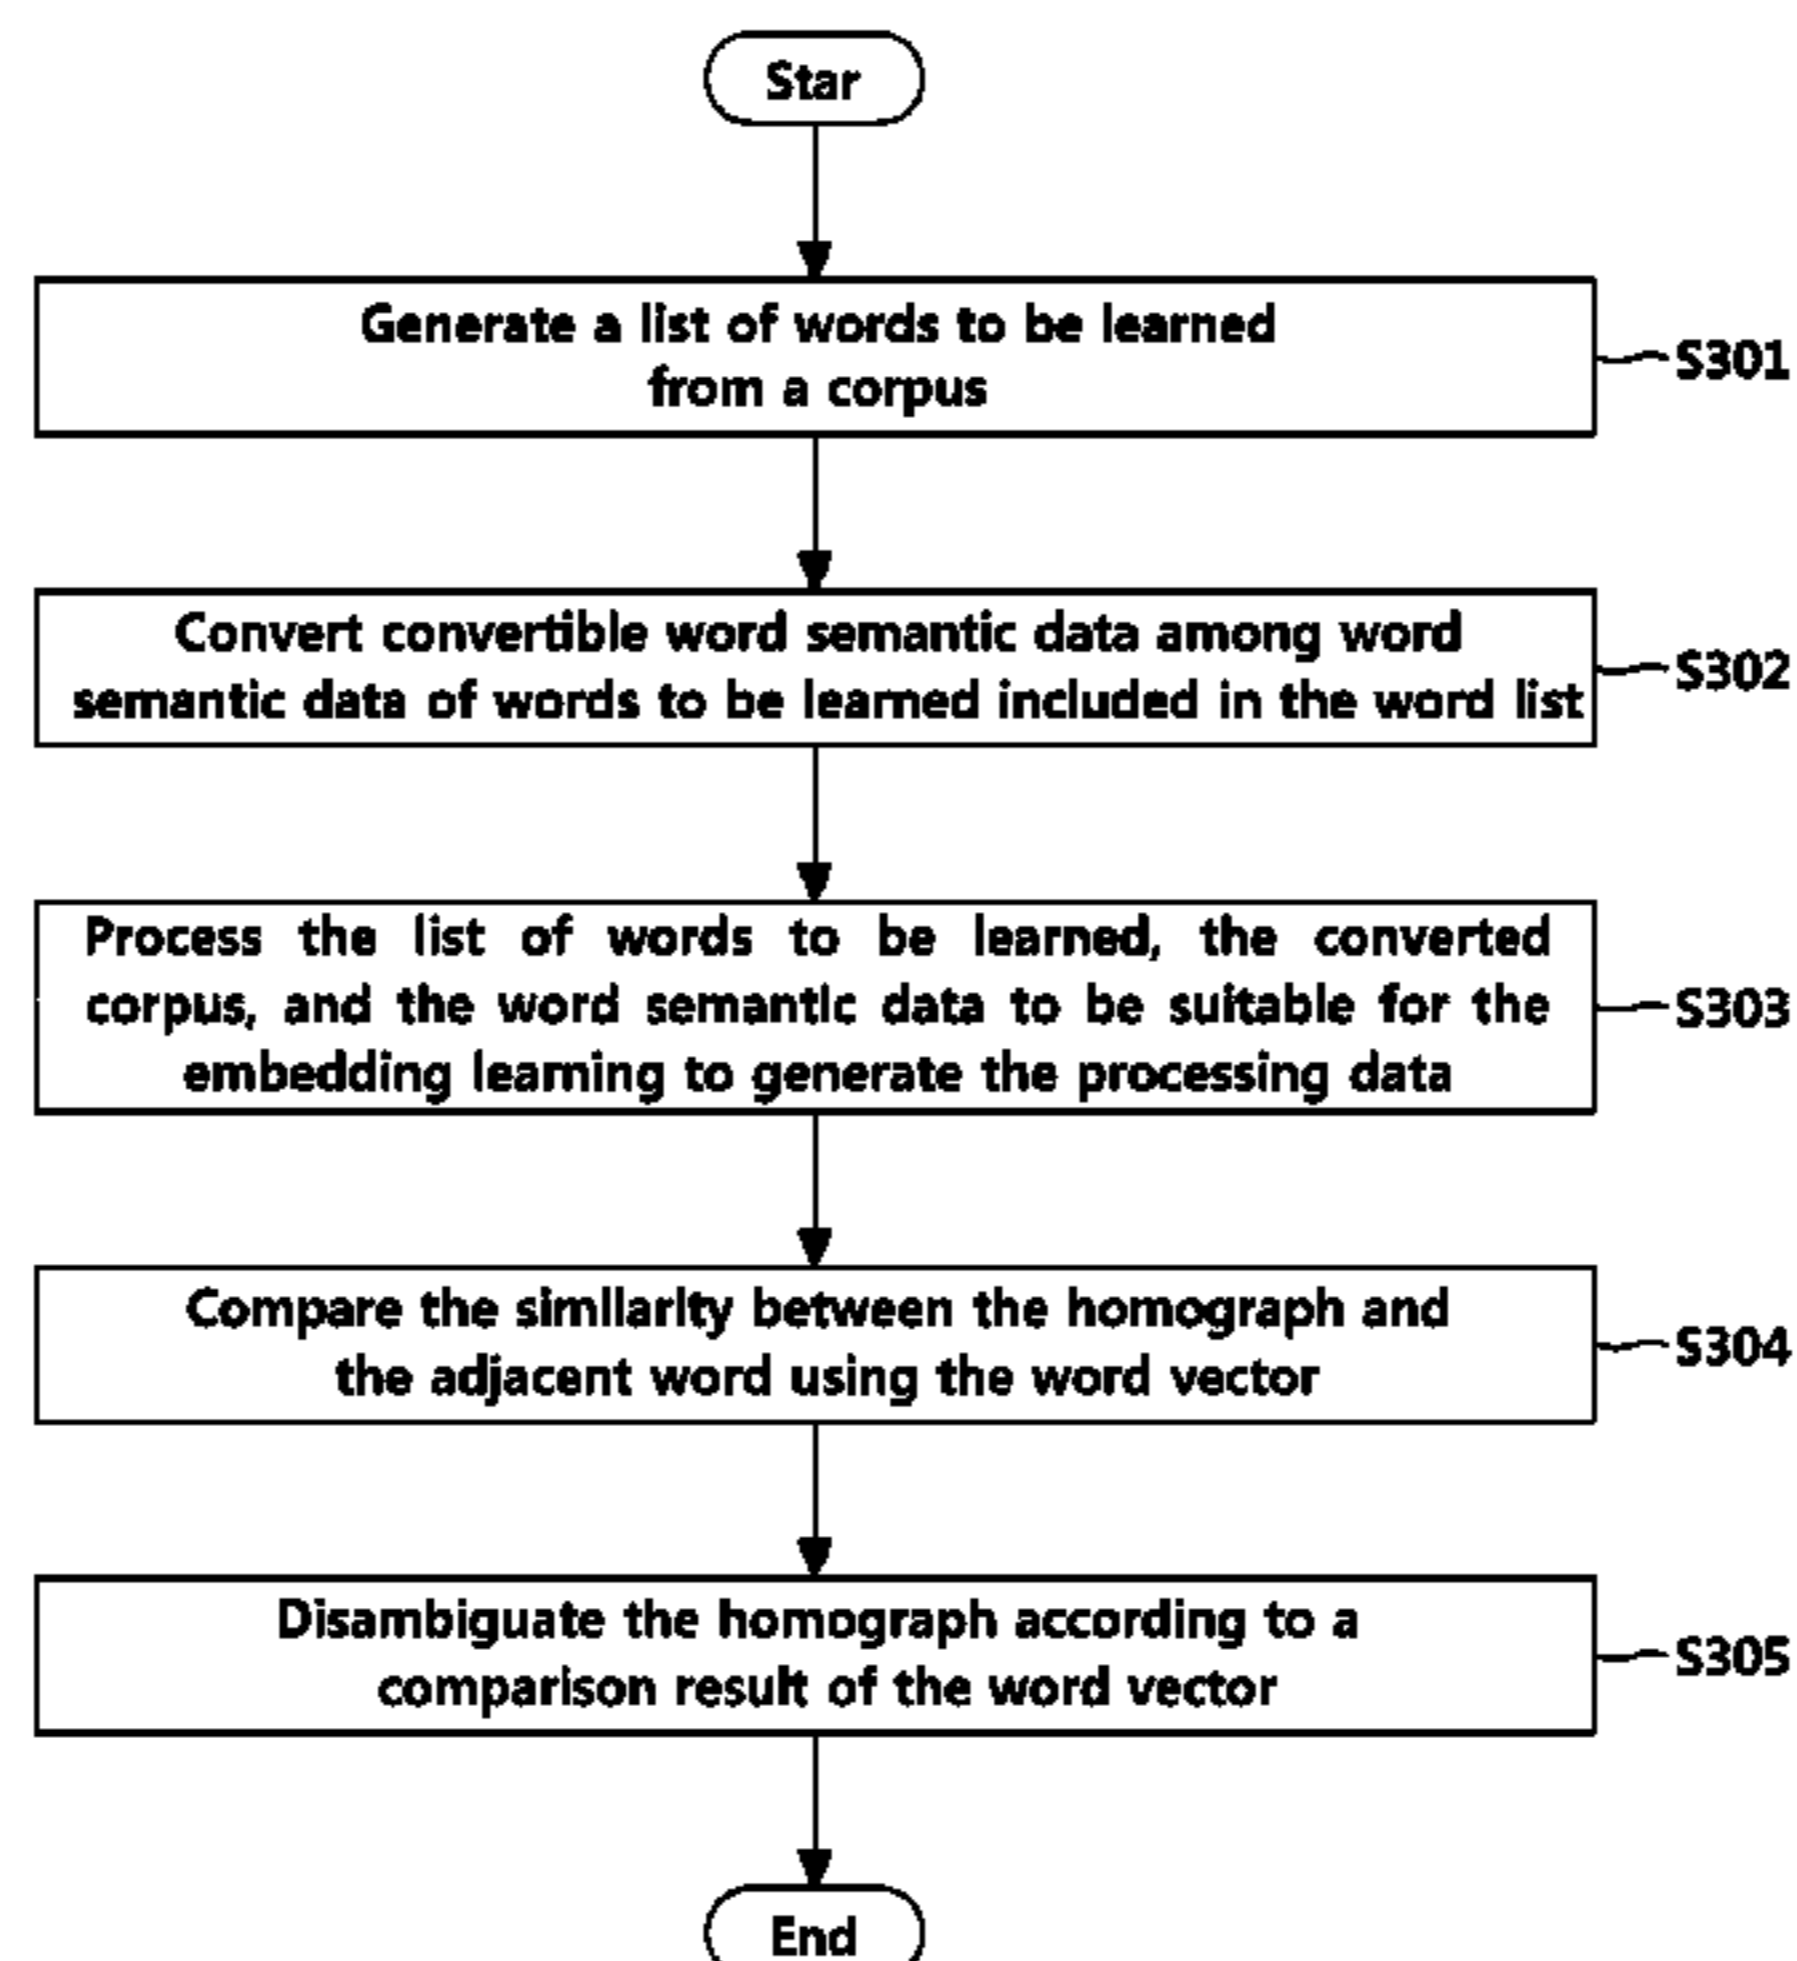 Star
Generate a list of words to be learned
from a corpus
S301
Convert convertible word semantic data among word
semantic data of words to be learned included in the word list
S302
Process the list of words to be learned, the converted
corpus, and the word semantic data to be suitable for the
embedding learning to generate the processing data
S303
Compare the similarity between the homograph and
the adjacent word using the word vector
S304
Disambiguate the homograph according to a
comparison result of the word vector
S305
End